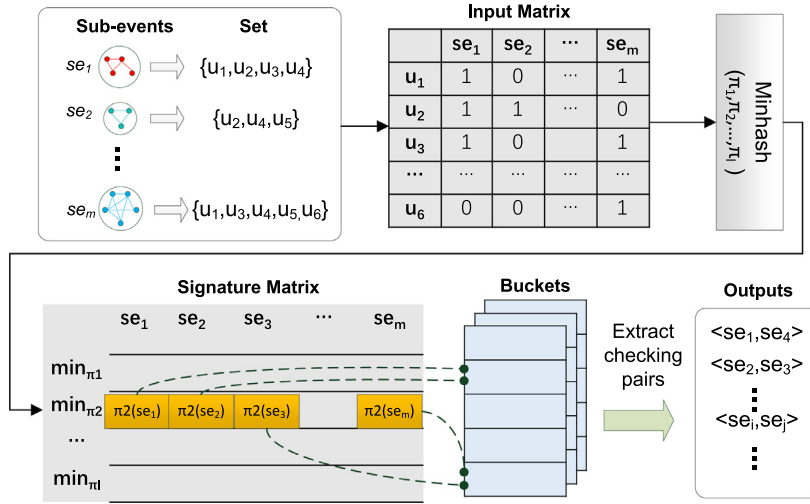 Sub-events Set
se1 {u1,u2,u3,u4}
se2 {u2,u4,u5}
sem {u1,u3,u4,u5,u6}
Input Matrix
se1 se2 ... sem
u1 1 0 ... 1
u2 1 1 ... 0
u3 1 0 1
... ... ... ... ...
u6 0 0 ... 1
Minhash
(π1,π2,...,πl)
Signature Matrix
se1 se2 se3 ... sem
minπ1
minπ2 π2(se1) π2(se2) π2(se3) π2(sem)
...
minπl
Buckets
Extract
checking
pairs
Outputs
<se1,se4>
<se2,se3>
<sei,sej>